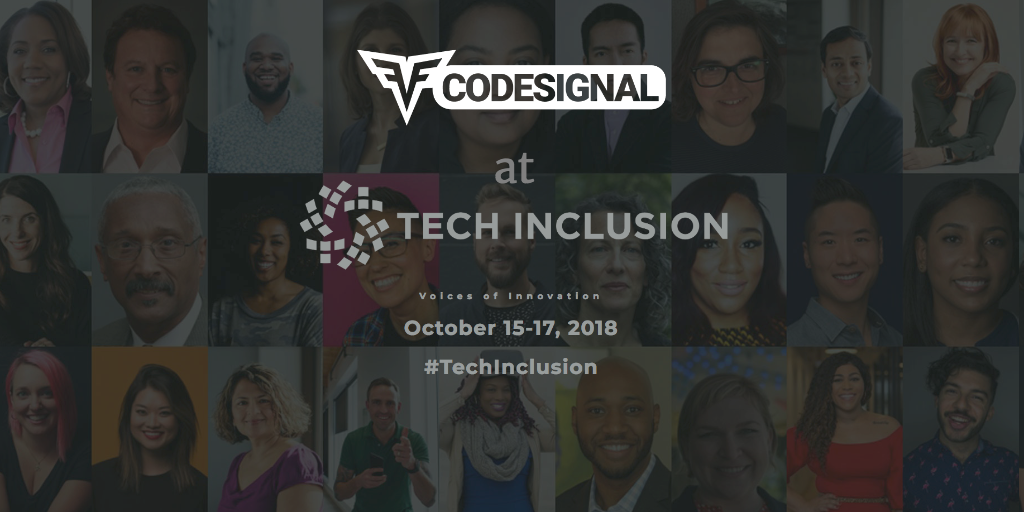 CODESIGNAL
at
TECH INCLUSION
Voices of Innovation
October 15-17, 2018
#TechInclusion